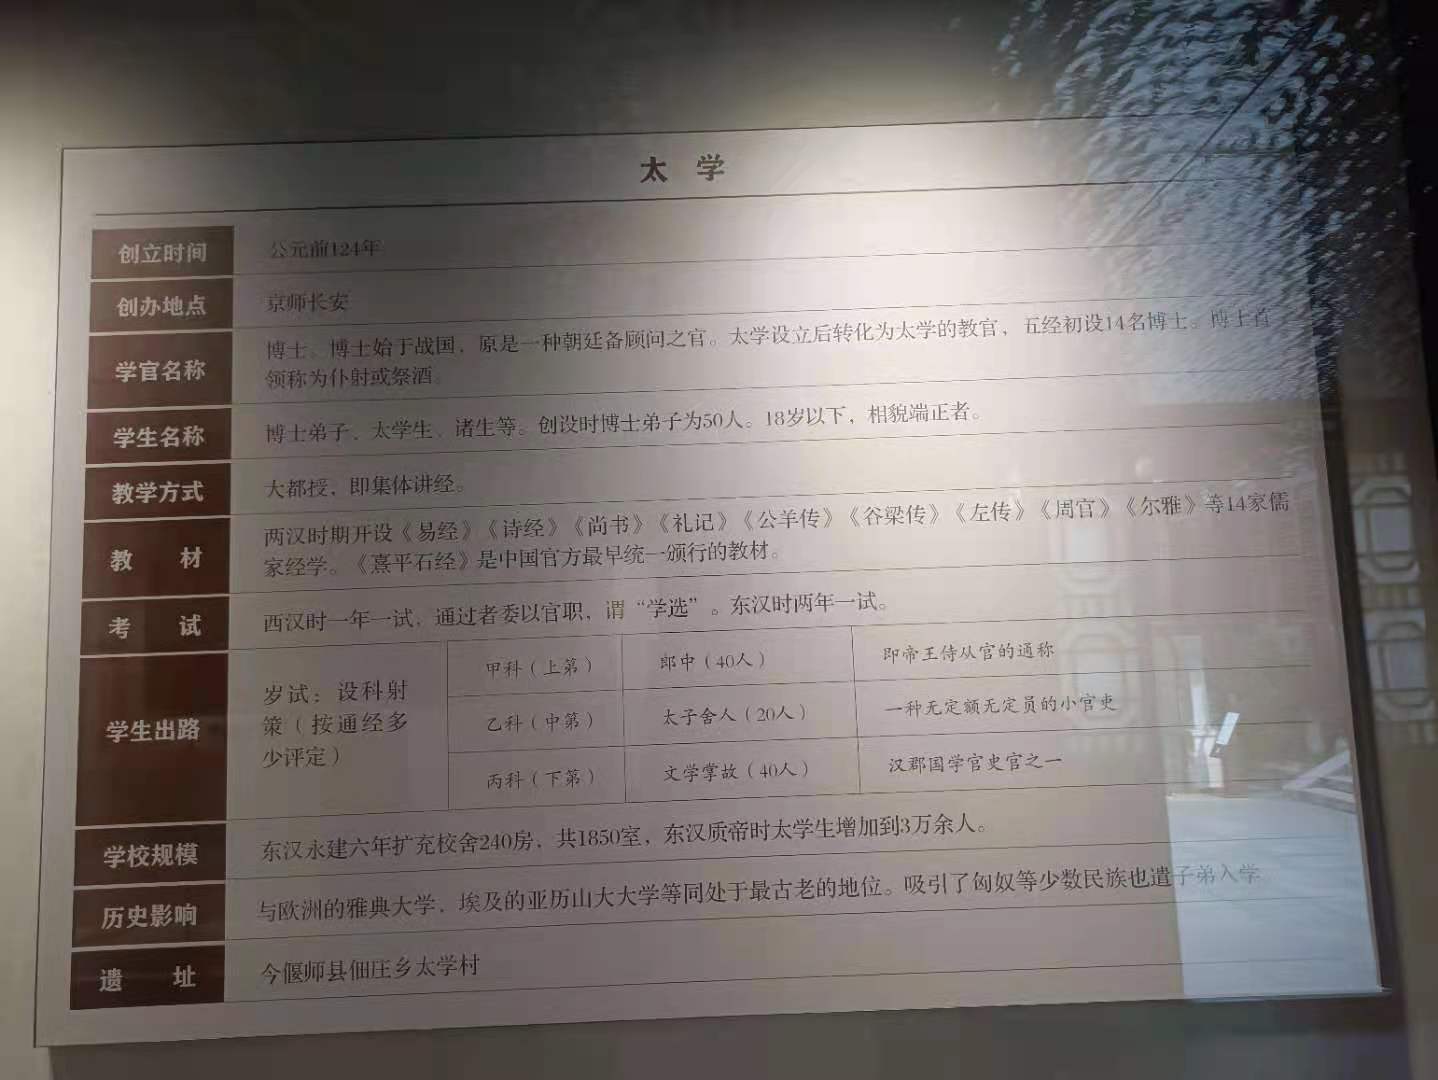 太 学
创立时间 公元前124年
创办地点 京师长安
学官名称 博士。博士始于战国，原是一种朝廷备顾问之官。太学设立后转化为太学的教官，五经初设14名博士。博士首
领称为仆射或祭酒。
学生名称 博士弟子、太学生、诸生等。创设时博士弟子为50人。18岁以下，相貌端正者。
教学方式 大都授，即集体讲经。
教 材 两汉时期开设《易经》《诗经》《尚书》《礼记》《公羊传》《谷梁传》《左传》《周官》《尔雅》等14家儒
家经学。《熹平石经》是中国官方最早统一颁行的教材。
考 试 西汉时一年一试，通过者委以官职，谓“学选”。东汉时两年一试。
学生出路
岁试：设科射
策（按通经多
少评定）
甲科（上第） 郎中（40人） 即帝王侍从官的通称
乙科（中第） 太子舍人（20人） 一种无定额无定员的小官吏
丙科（下第） 文学掌故（40人） 汉郡国学官史官之一
学校规模 东汉永建六年扩充校舍240房，共1850室，东汉质帝时太学生增加到3万余人。
历史影响 与欧洲的雅典大学、埃及的亚历山大大学等同处于最古老的地位。吸引了匈奴等少数民族也遣子弟入学
遗 址 今偃师县佃庄乡太学村